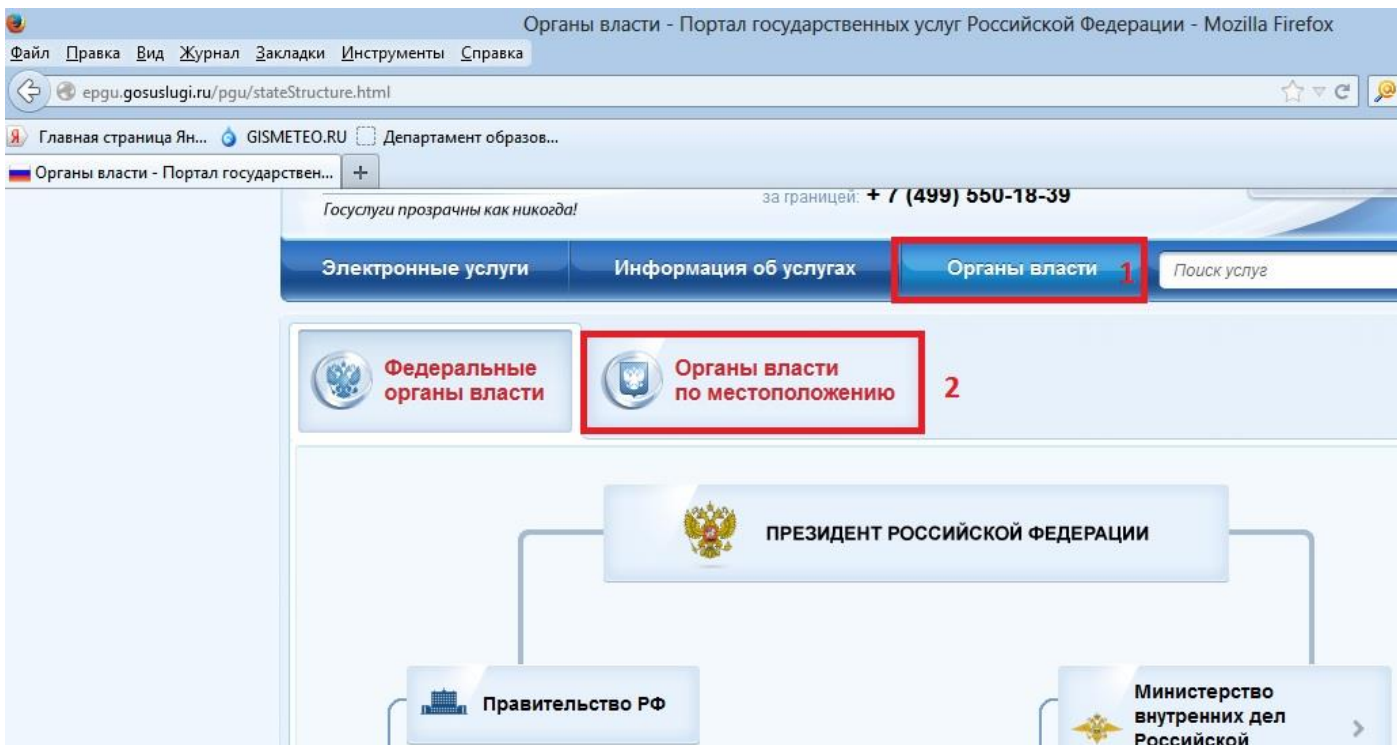 Органы власти - Портал государственных услуг Российской Федерации - Mozilla Firefox
Файл Правка Вид Журнал Закладки Инструменты Справка
epgu.gosuslugi.ru/pgu/stateStructure.html
Я Главная страница Ян... GISMETEO.RU Департамент образов...
Органы власти - Портал государствен... +
Госуслуги прозрачны как никогда!
за границей: + 7 (499) 550-18-39
Электронные услуги Информация об услугах Органы власти 1 Поиск услуг
Федеральные
органы власти
Органы власти
по местоположению
2
ПРЕЗИДЕНТ РОССИЙСКОЙ ФЕДЕРАЦИИ
Правительство РФ
Министерство
внутренних дел
Российской